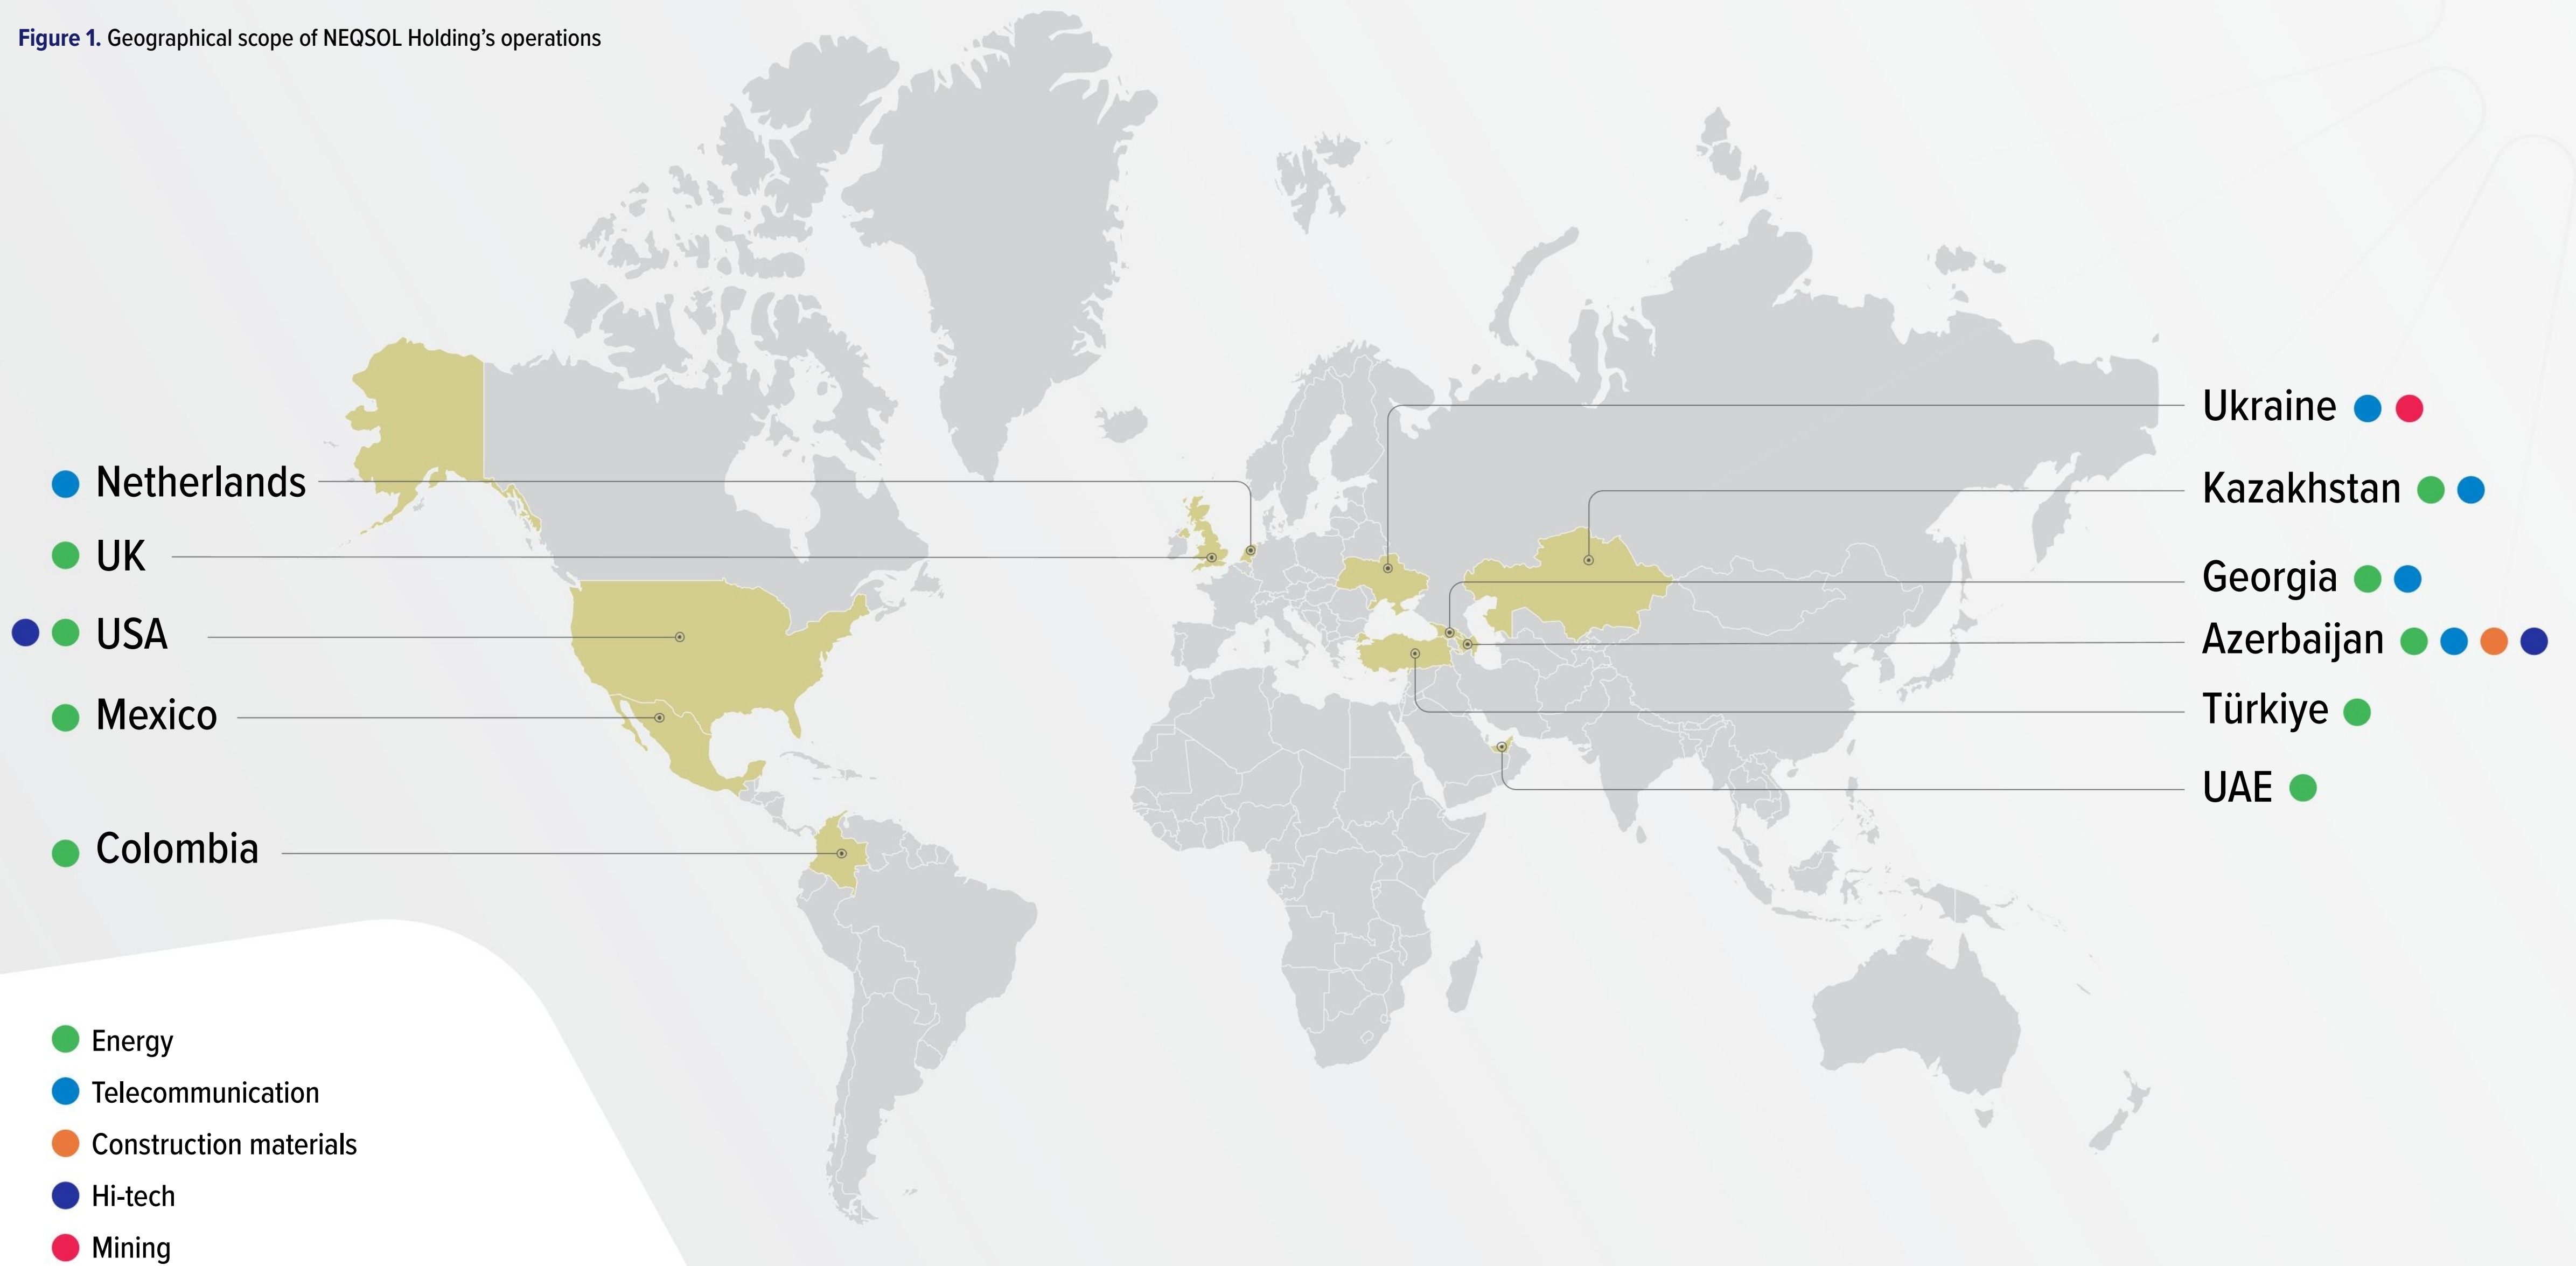 Figure 1. Geographical scope of NEQSOL Holding’s operations
Netherlands
UK
USA
Mexico
Colombia
Ukraine
Kazakhstan
Georgia
Azerbaijan
Türkiye
UAE
Energy
Telecommunication
Construction materials
Hi-tech
Mining